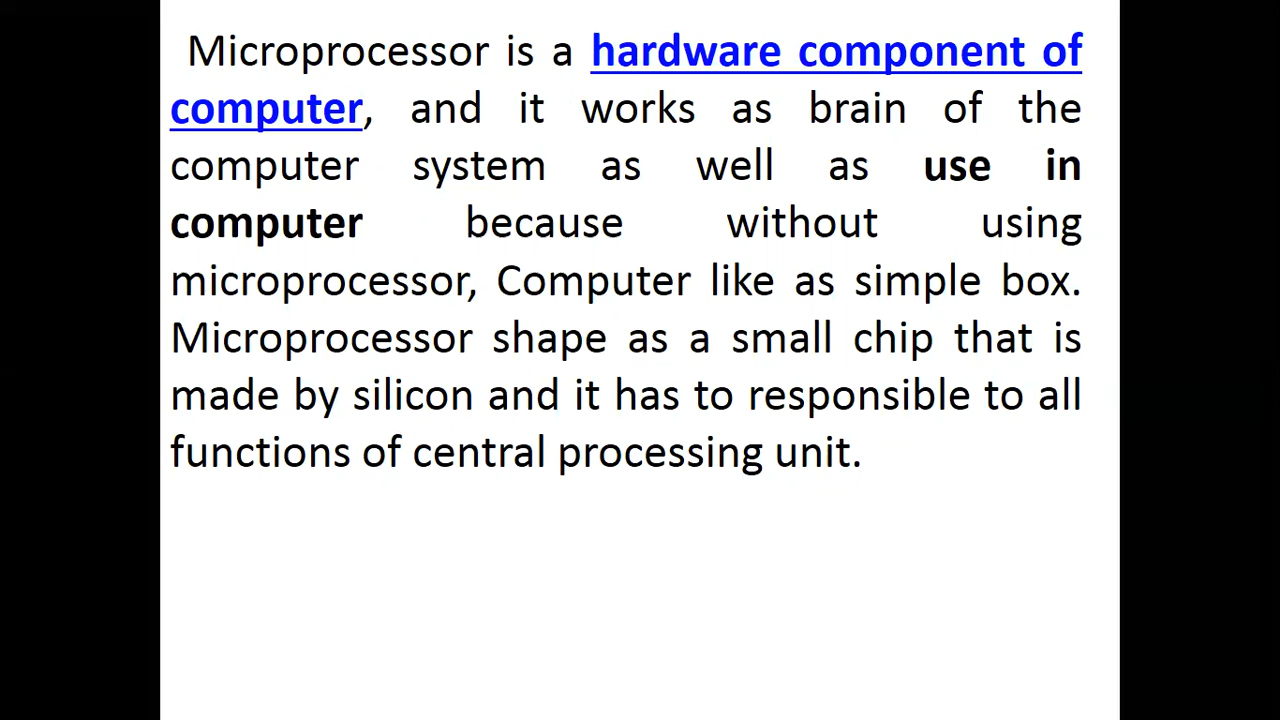 Microprocessor is a hardware component of
computer, and it works as brain of the
computer system as well as use in
computer because without using
microprocessor, Computer like as simple box.
Microprocessor shape as a small chip that is
made by silicon and it has to responsible to all
functions of central processing unit.